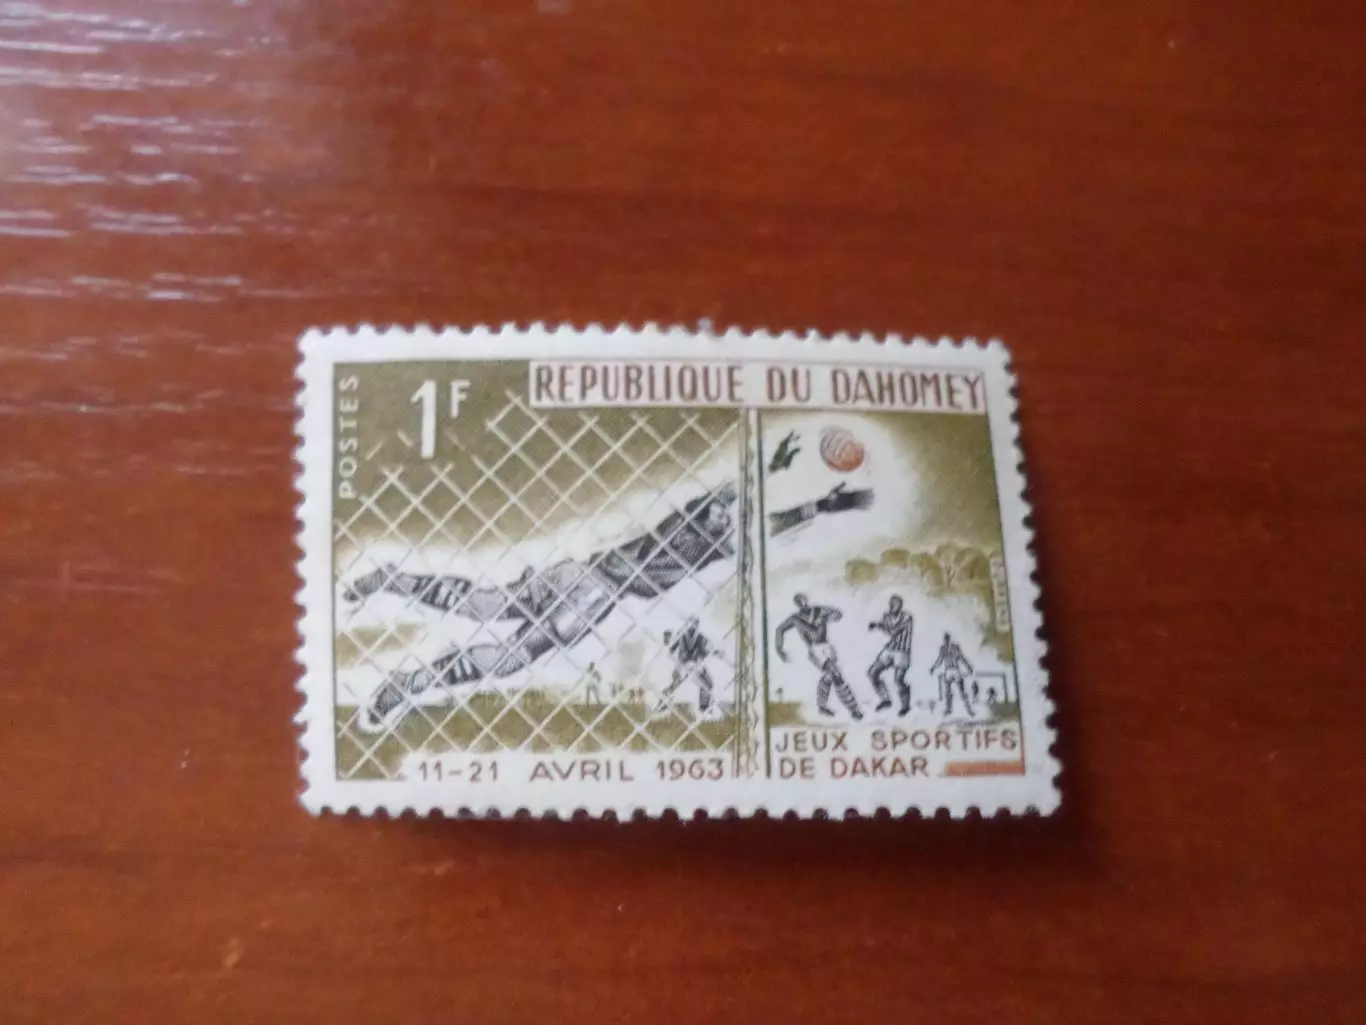 POSTES
1F
REPUBLIQUE DU DAHOMEY
11-21 AVRIL 1963
JEUX SPORTIFS
DE DAKAR